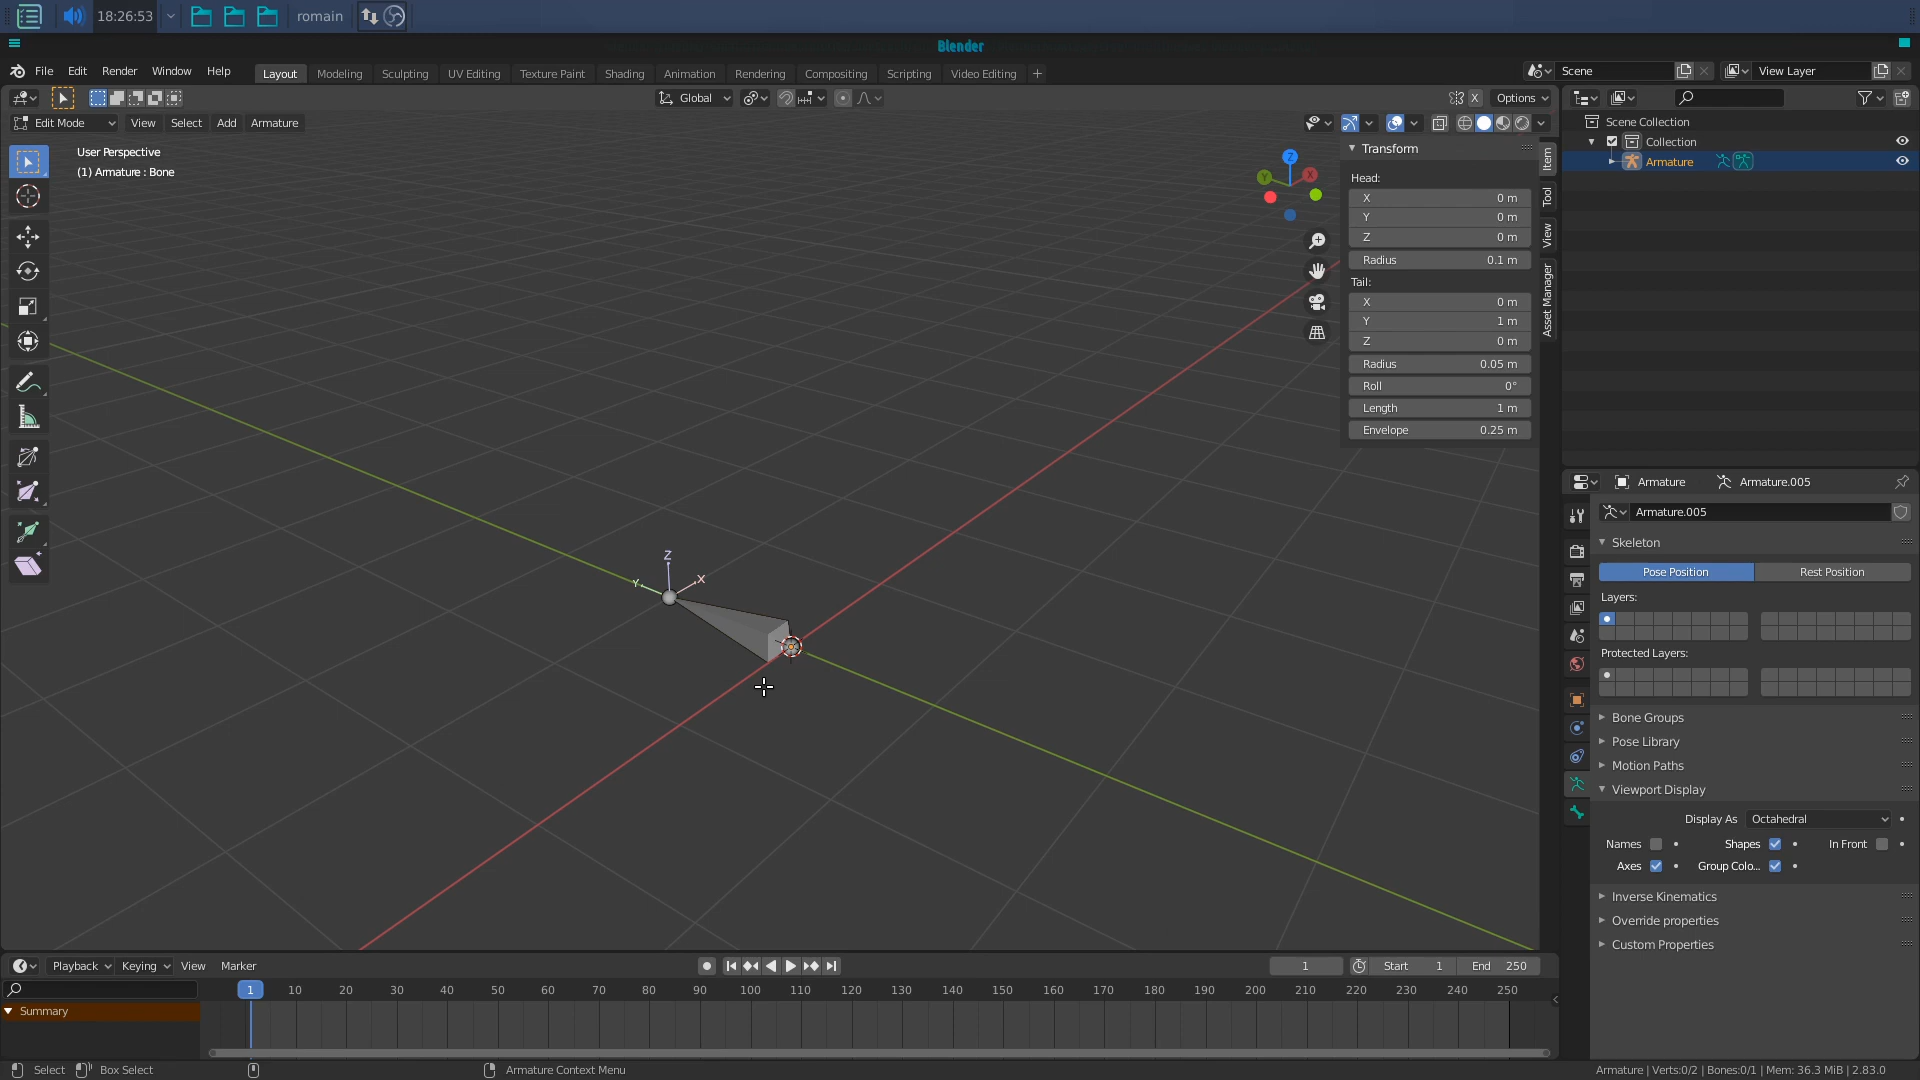 18:26:53 romain
Blender
File Edit Render Window Help Layout Modeling Sculpting UV Editing Texture Paint Shading Animation Rendering Compositing Scripting Video Editing + Scene View Layer
Global X Options
Edit Mode View Select Add Armature
User Perspective
(1) Armature : Bone
Z
Y X
Z
Y X
Transform
Head:
X 0 m
Y 0 m
Z 0 m
Radius 0.1 m
Tail:
X 0 m
Y 1 m
Z 0 m
Radius 0.05 m
Roll 0°
Length 1 m
Envelope 0.25 m
Item
Tool
View
Asset Manager
Scene Collection
Collection
Armature
Armature Armature.005
Armature.005
Skeleton
Pose Position Rest Position
Layers:
Protected Layers:
Bone Groups
Pose Library
Motion Paths
Viewport Display
Display As Octahedral
Names Shapes In Front
Axes Group Colo...
Inverse Kinematics
Override properties
Custom Properties
Playback Keying View Marker 1 Start 1 End 250
1 10 20 30 40 50 60 70 80 90 100 110 120 130 140 150 160 170 180 190 200 210 220 230 240 250
Summary
Select Box Select Armature Context Menu Armature | Verts:0/2 | Bones:0/1 | Mem: 36.3 MiB | 2.83.0